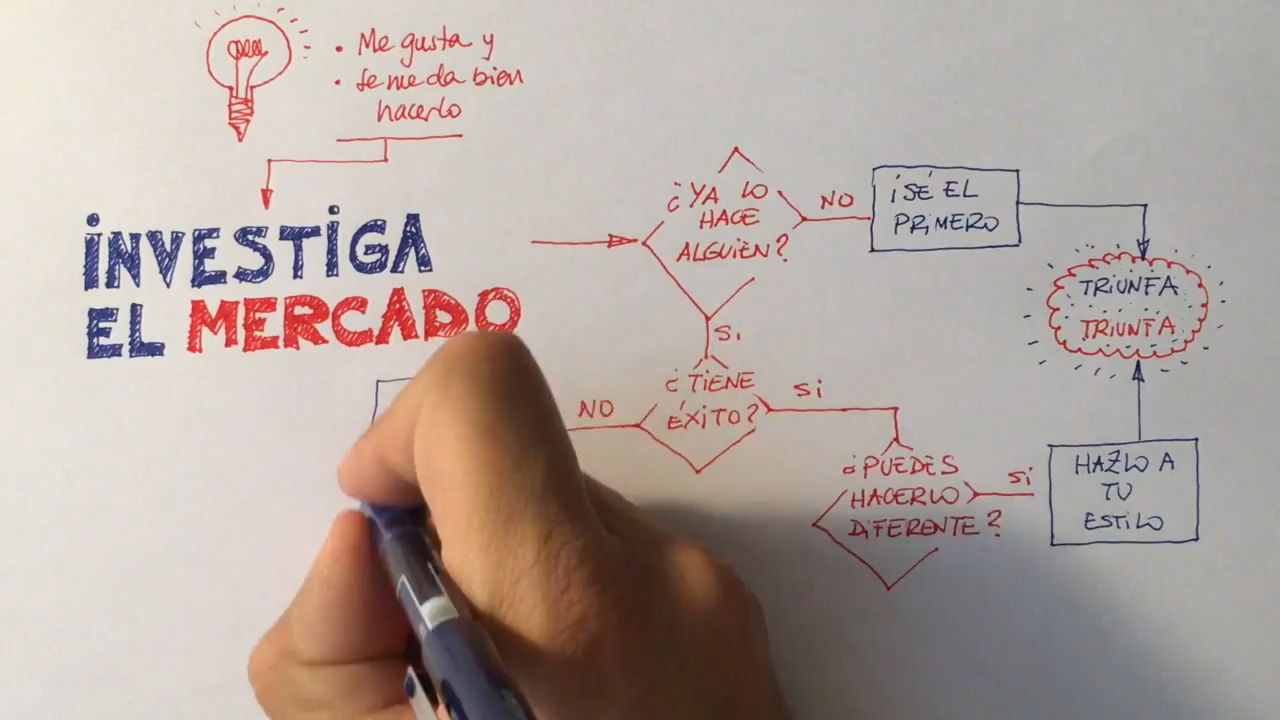 • Me gusta y
• Se me da bien
hacerlo
iNVESTiGA
EL MERCADO
¿YA LO
HACE
ALGUiEN?
NO
¡SÉ EL
PRiMERO
TRiUNFA
TRiUNFA
Si
¿TiENE
ÉXiTO?
NO
Si
¿PUEDES
HACERLO
DiFERENTE?
Si
HAZLO A
TU
ESTiLO